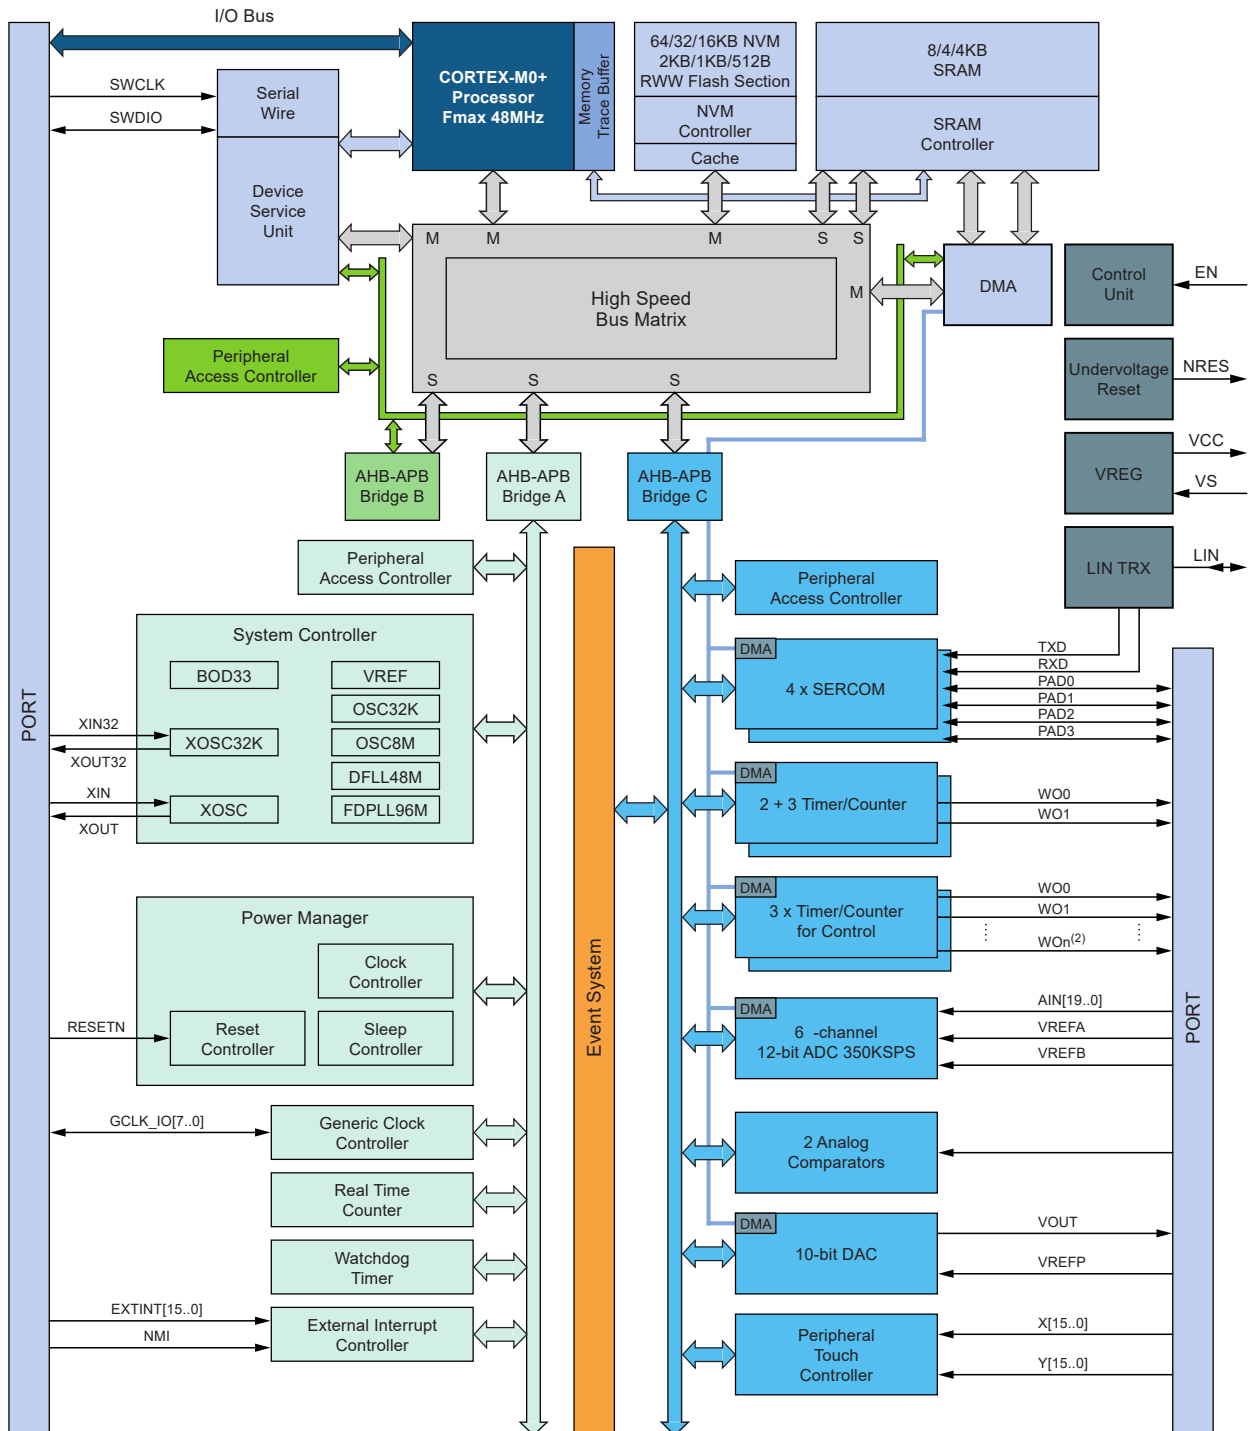 I/O Bus
PORT
SWCLK
SWDIO
Serial
Wire
Device
Service
Unit
CORTEX-M0+
Processor
Fmax 48MHz
Memory
Trace Buffer
64/32/16KB NVM
2KB/1KB/512B
RWW Flash Section
NVM
Controller
Cache
8/4/4KB
SRAM
SRAM
Controller
M
M
M
S
S
M
High Speed
Bus Matrix
S
S
S
DMA
Control
Unit
EN
Undervoltage
Reset
NRES
VREG
VCC
VS
LIN TRX
LIN
Peripheral
Access Controller
AHB-APB
Bridge B
AHB-APB
Bridge A
AHB-APB
Bridge C
Peripheral
Access Controller
System Controller
BOD33
VREF
OSC32K
XIN32
XOSC32K
XOUT32
OSC8M
DFLL48M
XIN
XOSC
XOUT
FDPLL96M
Power Manager
Clock
Controller
RESETN
Reset
Controller
Sleep
Controller
GCLK_IO[7..0]
Generic Clock
Controller
Real Time
Counter
Watchdog
Timer
EXTINT[15..0]
NMI
External Interrupt
Controller
Event System
Peripheral
Access Controller
DMA
4 x SERCOM
TXD
RXD
PAD0
PAD1
PAD2
PAD3
DMA
2 + 3 Timer/Counter
WO0
WO1
DMA
3 x Timer/Counter
for Control
WO0
WO1
WOn(2)
DMA
6 -channel
12-bit ADC 350KSPS
AIN[19..0]
VREFA
VREFB
2 Analog
Comparators
DMA
10-bit DAC
VOUT
VREFP
Peripheral
Touch
Controller
X[15..0]
Y[15..0]
PORT